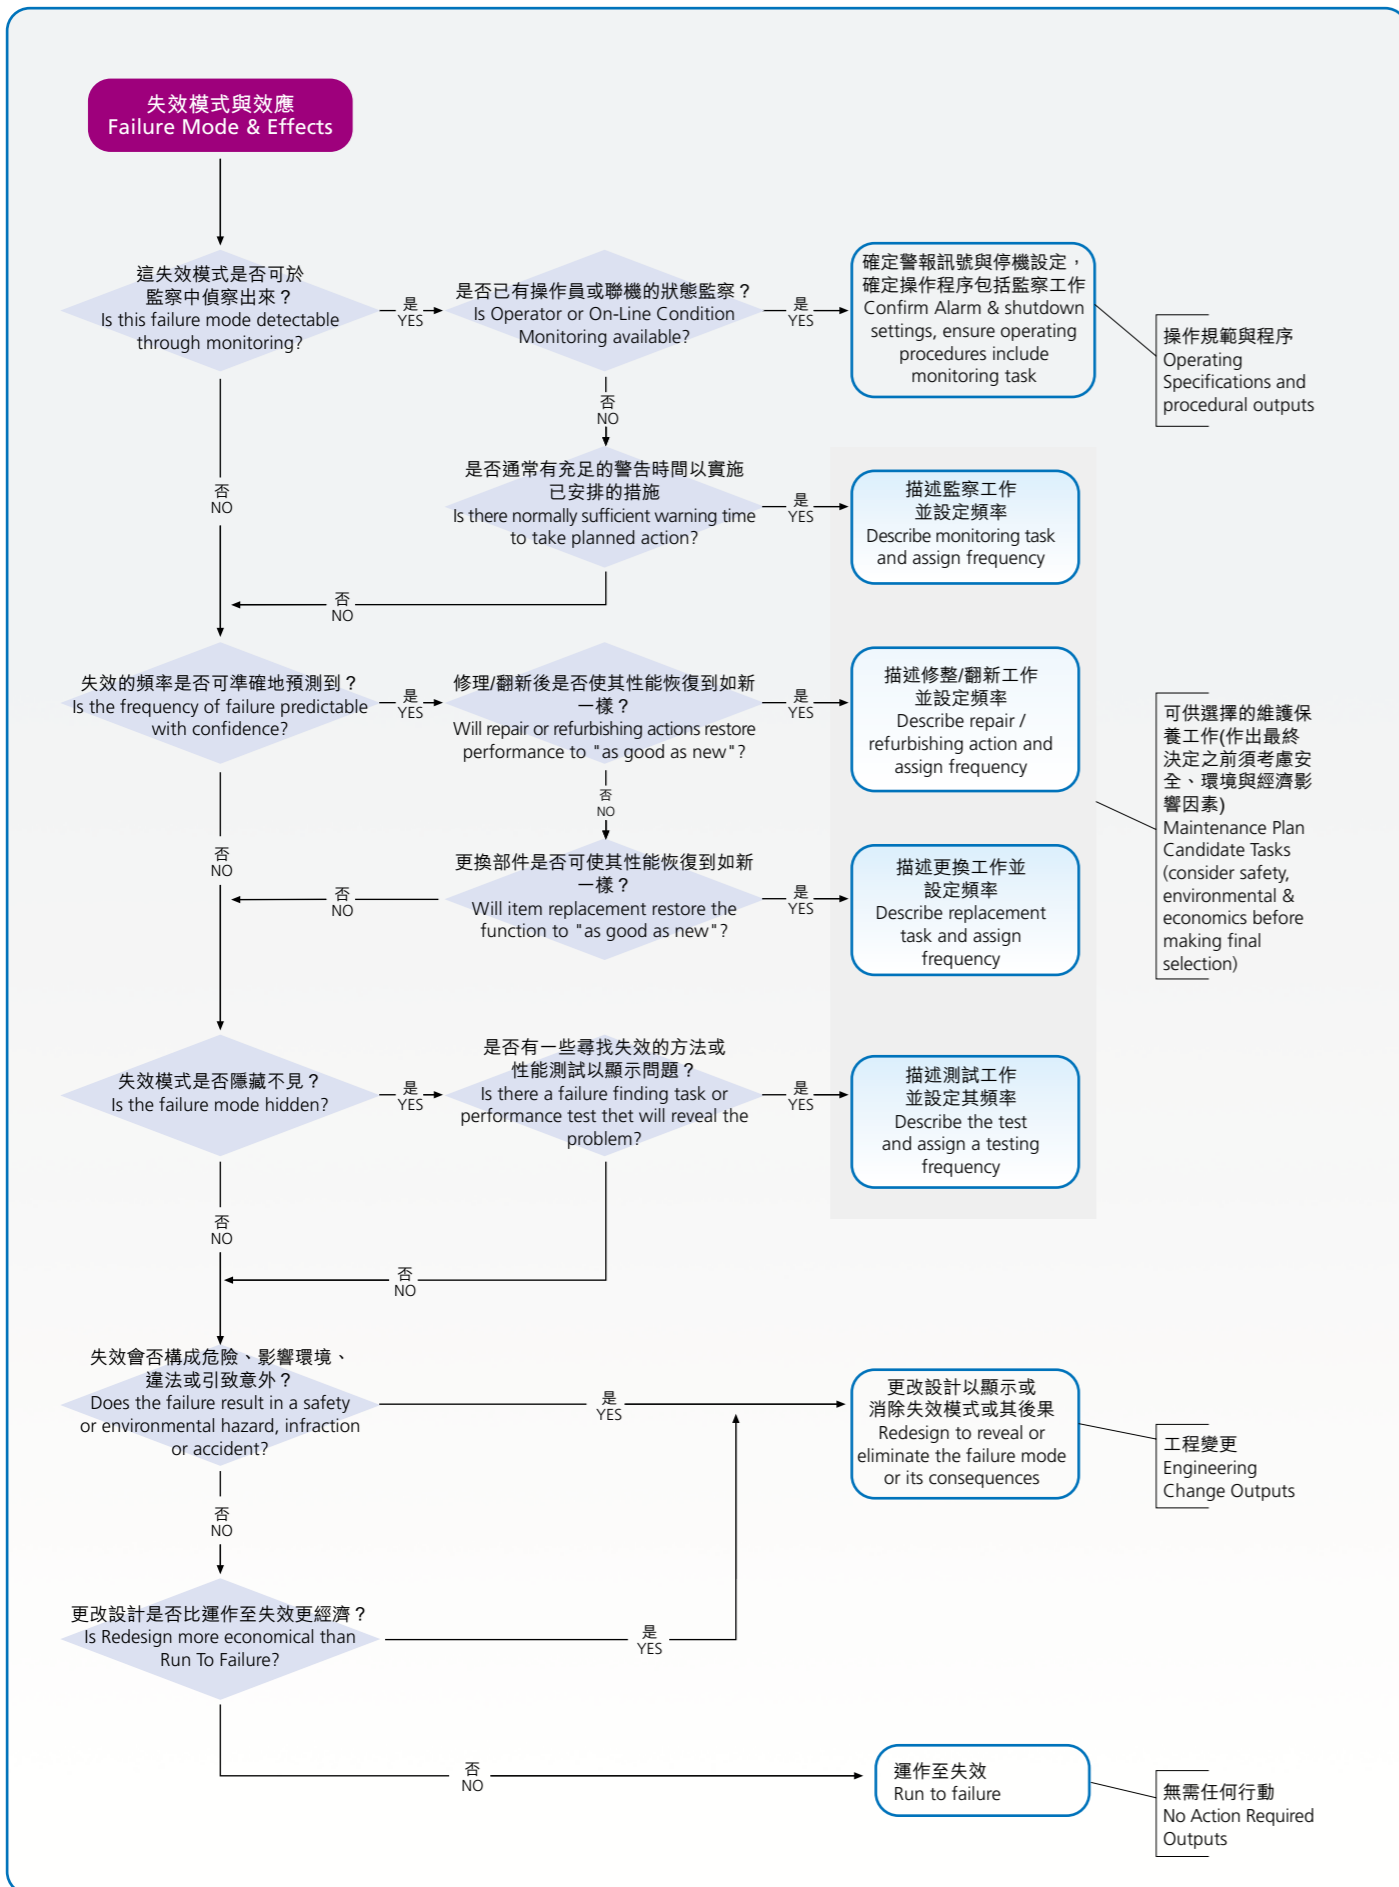 失效模式與效應
Failure Mode & Effects
這失效模式是否可於
監察中偵察出來？
Is this failure mode detectable
through monitoring?
是
YES
是否已有操作員或聯機的狀態監察？
Is Operator or On-Line Condition
Monitoring available?
是
YES
確定警報訊號與停機設定，
確定操作程序包括監察工作
Confirm Alarm & shutdown
settings, ensure operating
procedures include
monitoring task
操作規範與程序
Operating
Specifications and
procedural outputs
否
NO
否
NO
是否通常有充足的警告時間以實施
已安排的措施
Is there normally sufficient warning time
to take planned action?
是
YES
描述監察工作
並設定頻率
Describe monitoring task
and assign frequency
否
NO
失效的頻率是否可準確地預測到？
Is the frequency of failure predictable
with confidence?
是
YES
修理/翻新後是否使其性能恢復到如新
一樣？
Will repair or refurbishing actions restore
performance to "as good as new"?
是
YES
描述修整/翻新工作
並設定頻率
Describe repair /
refurbishing action and
assign frequency
可供選擇的維護保
養工作(作出最終
決定之前須考慮安
全、環境與經濟影
響因素)
Maintenance Plan
Candidate Tasks
(consider safety,
environmental &
economics before
making final
selection)
否
NO
否
NO
更換部件是否可使其性能恢復到如新
一樣？
Will item replacement restore the
function to "as good as new"?
否
NO
是
YES
描述更換工作並
設定頻率
Describe replacement
task and assign
frequency
失效模式是否隱藏不見？
Is the failure mode hidden?
是
YES
是否有一些尋找失效的方法或
性能測試以顯示問題？
Is there a failure finding task or
performance test thet will reveal the
problem?
是
YES
描述測試工作
並設定其頻率
Describe the test
and assign a testing
frequency
否
NO
否
NO
失效會否構成危險、影響環境、
違法或引致意外？
Does the failure result in a safety
or environmental hazard, infraction
or accident?
是
YES
更改設計以顯示或
消除失效模式或其後果
Redesign to reveal or
eliminate the failure mode
or its consequences
工程變更
Engineering
Change Outputs
否
NO
更改設計是否比運作至失效更經濟？
Is Redesign more economical than
Run To Failure?
是
YES
否
NO
運作至失效
Run to failure
無需任何行動
No Action Required
Outputs